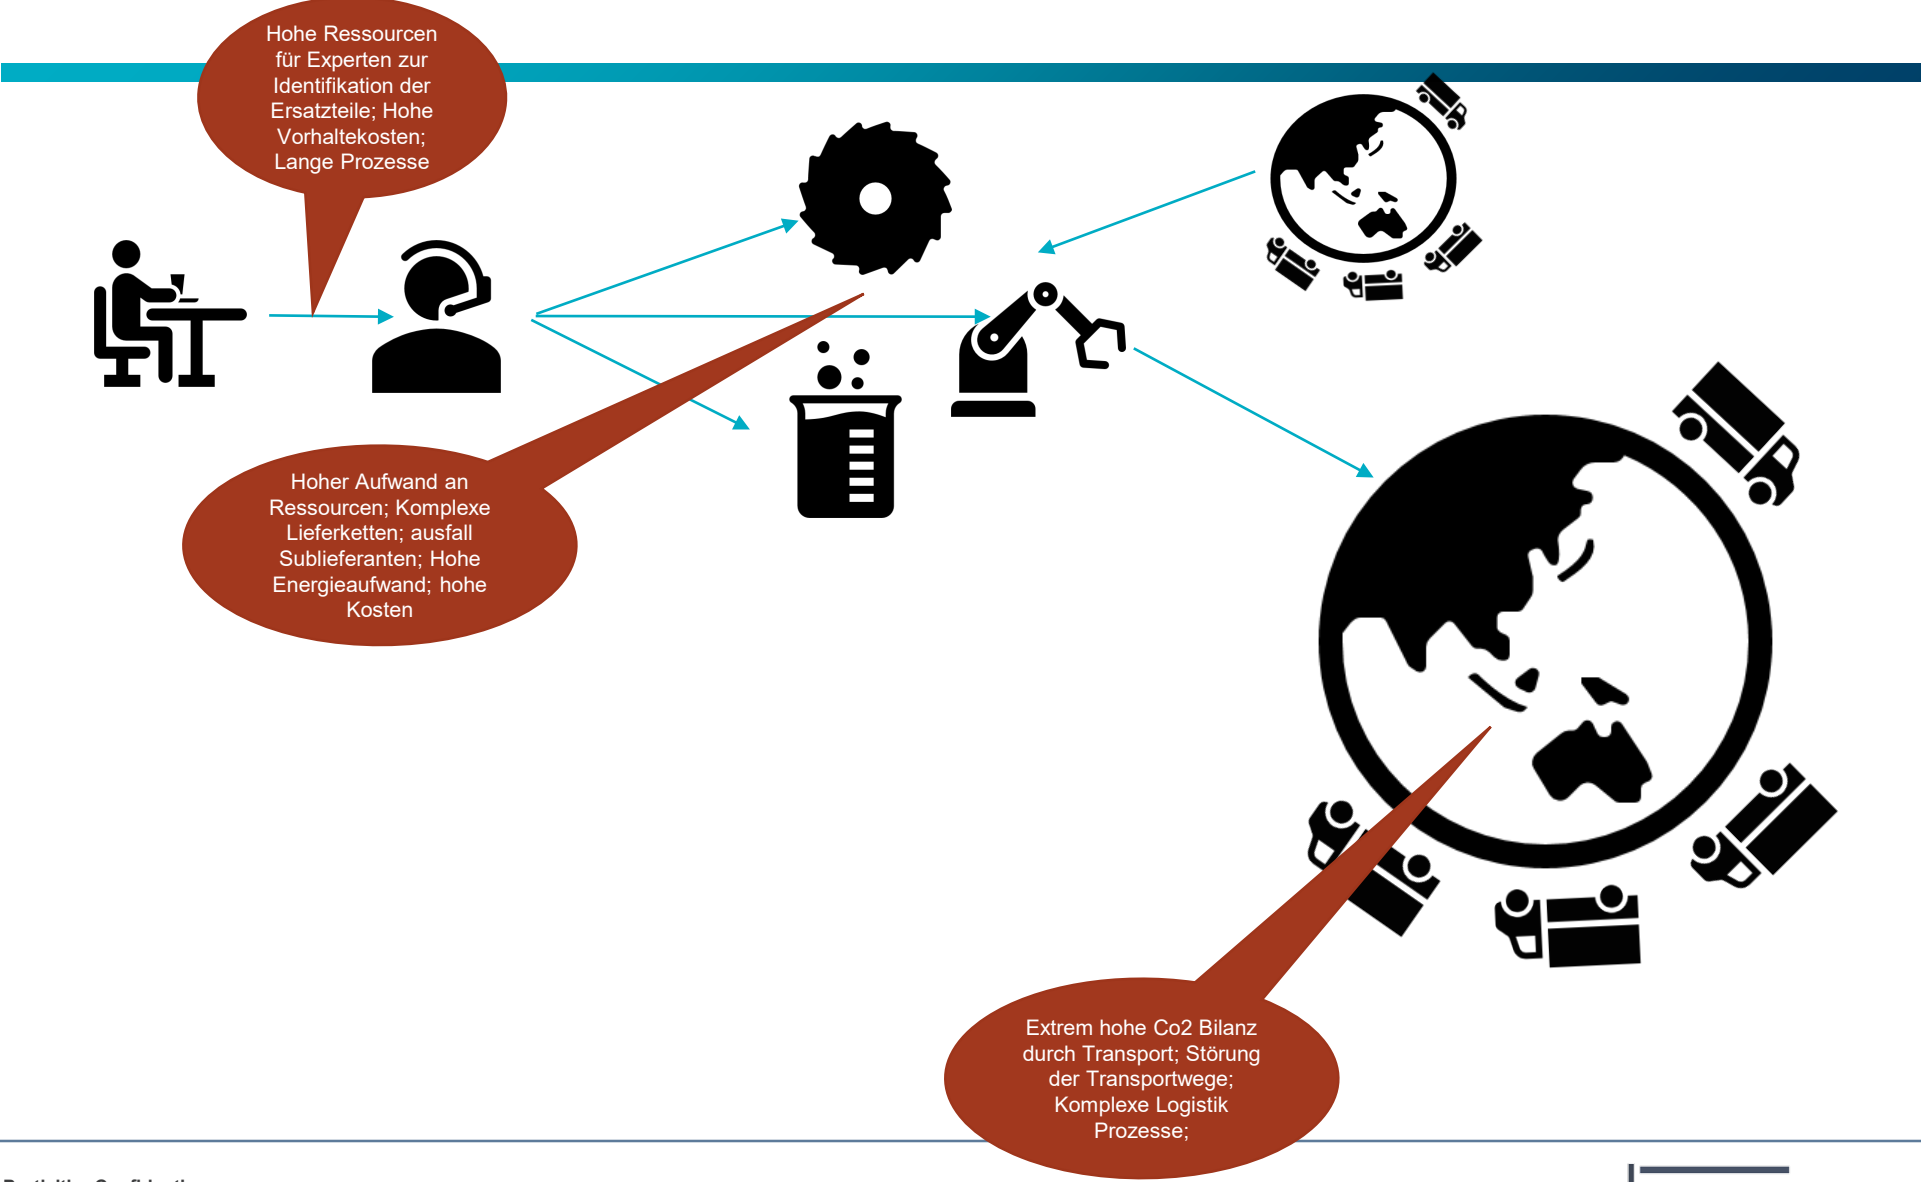 Hohe Ressourcen
für Experten zur
Identifikation der
Ersatzteile; Hohe
Vorhaltekosten;
Lange Prozesse
Hoher Aufwand an
Ressourcen; Komplexe
Lieferketten; ausfall
Sublieferanten; Hohe
Energieaufwand; hohe
Kosten
Extrem hohe Co2 Bilanz
durch Transport; Störung
der Transportwege;
Komplexe Logistik
Prozesse;